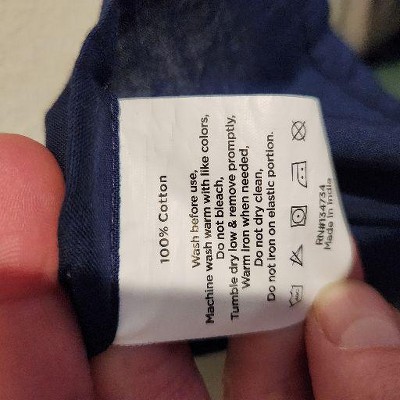 100% Cotton
Wash before use,
Machine wash warm with like colors,
Do not bleach,
Tumble dry low & remove promptly,
Warm Iron when needed,
Do not dry clean,
Do not Iron on elastic portion.
RN#134734
Made in India